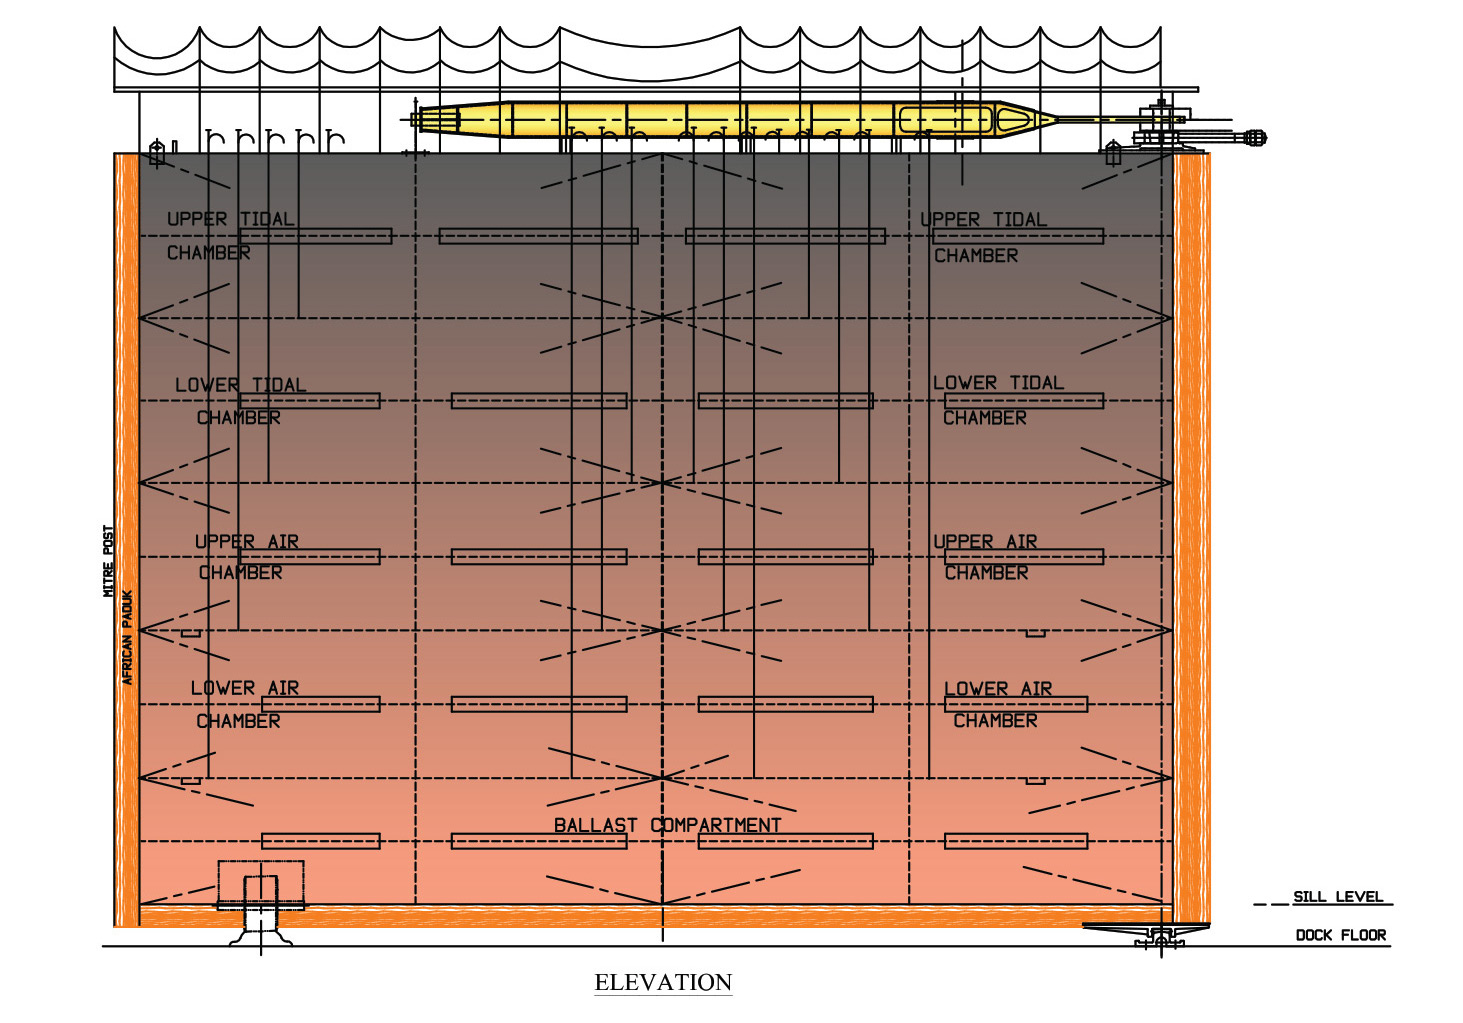 UPPER TIDAL
CHAMBER
UPPER TIDAL
CHAMBER
LOWER TIDAL
CHAMBER
LOWER TIDAL
CHAMBER
MITRE POST
AFRICAN PADUK
UPPER AIR
CHAMBER
UPPER AIR
CHAMBER
LOWER AIR
CHAMBER
LOWER AIR
CHAMBER
BALLAST COMPARTMENT
SILL LEVEL
DOCK FLOOR
ELEVATION